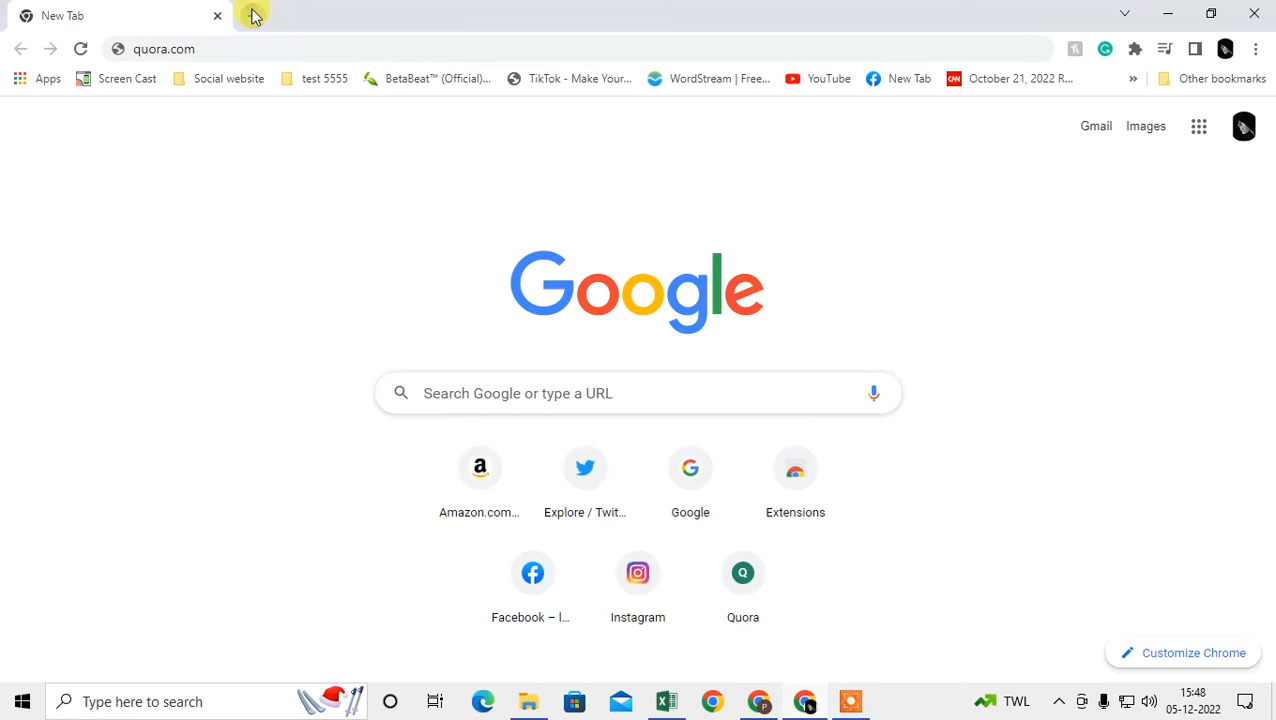 New Tab
quora.com
Apps Screen Cast Social website test 5555 BetaBeat™ (Official)... TikTok - Make Your... WordStream | Free... YouTube New Tab CNN October 21, 2022 R... » Other bookmarks
Gmail Images
Google
Search Google or type a URL
Amazon.com... Explore / Twit... Google Extensions
Facebook – l... Instagram Quora
Customize Chrome
Type here to search
TWL
15:48
05-12-2022